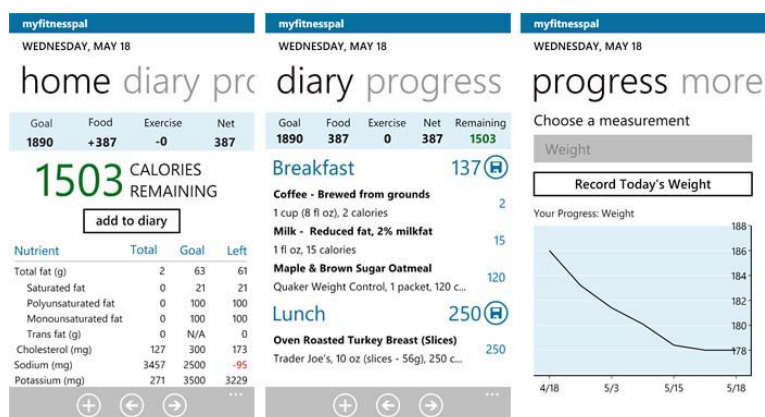 myfitnesspal
WEDNESDAY, MAY 18
home diary pro
Goal Food Exercise Net
1890 +387 -0 387
1503 CALORIES REMAINING
add to diary
Nutrient Total Goal Left
Total fat (g) 2 63 61
Saturated fat 0 21 21
Polyunsaturated fat 0 100 100
Monounsaturated fat 0 100 100
Trans fat (g) 0 N/A 0
Cholesterol (mg) 127 300 173
Sodium (mg) 3457 2500 -95
Potassium (mg) 271 3500 3229
myfitnesspal
WEDNESDAY, MAY 18
diary progress
Goal Food Exercise Net Remaining
1890 387 0 387 1503
Breakfast 137
Coffee - Brewed from grounds
1 cup (8 fl oz), 2 calories 2
Milk - Reduced fat, 2% milkfat
1 fl oz, 15 calories 15
Maple & Brown Sugar Oatmeal
Quaker Weight Control, 1 packet, 120 c... 120
Lunch 250
Oven Roasted Turkey Breast (Slices)
Trader Joe's, 10 oz (slices - 56g), 250 c... 250
myfitnesspal
WEDNESDAY, MAY 18
progress more
Choose a measurement
Weight
Record Today's Weight
Your Progress: Weight
188
186
184
182
180
178
4/18 5/3 5/15 5/18